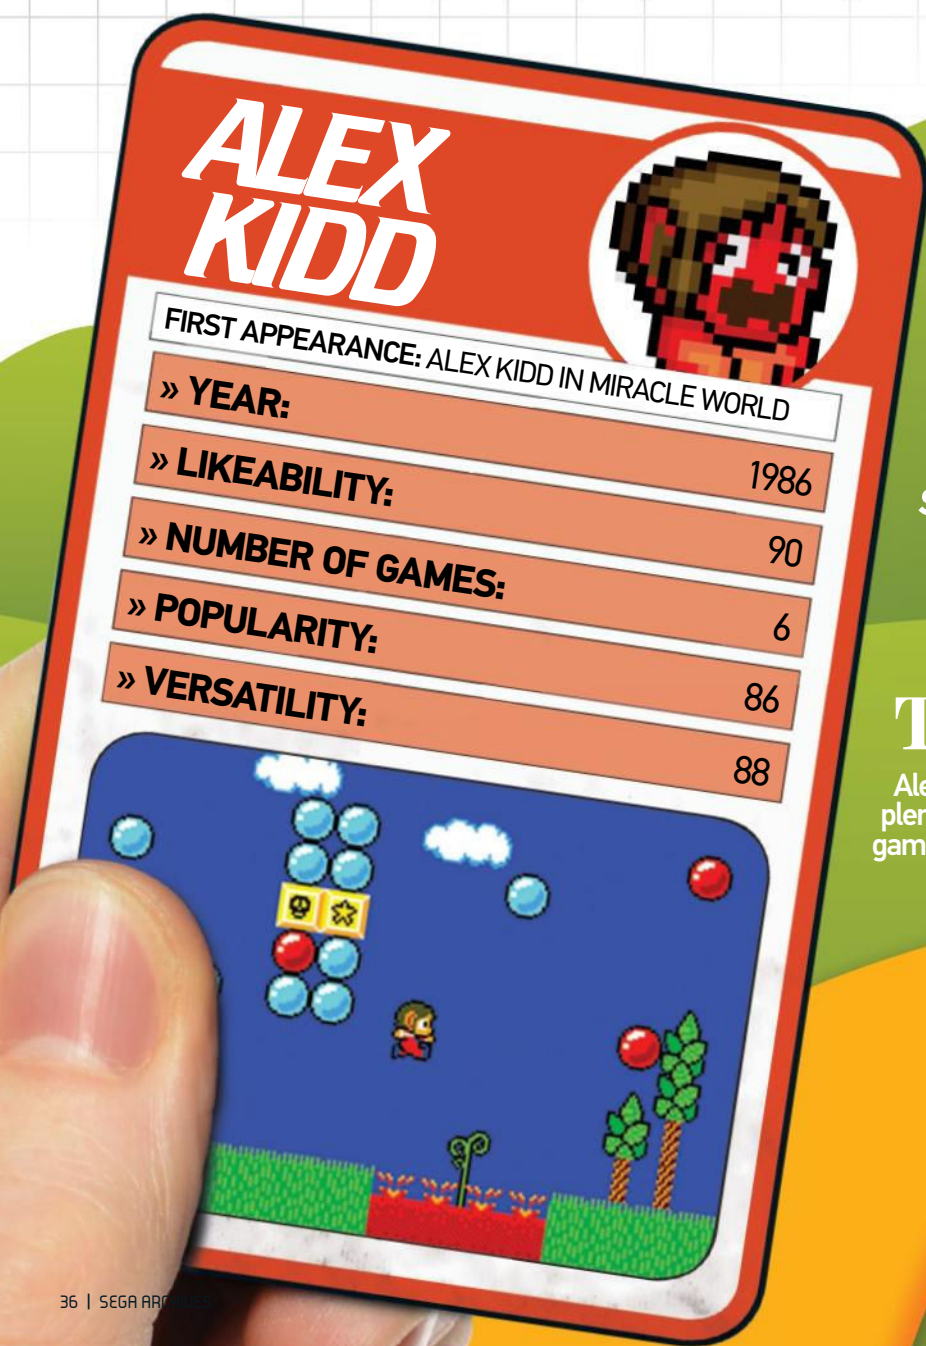 ALEX
KIDD
FIRST APPEARANCE: ALEX KIDD IN MIRACLE WORLD
» YEAR: 1986
» LIKEABILITY: 90
» NUMBER OF GAMES: 6
» POPULARITY: 86
» VERSATILITY: 88
36 | SEGA ARCHIVES